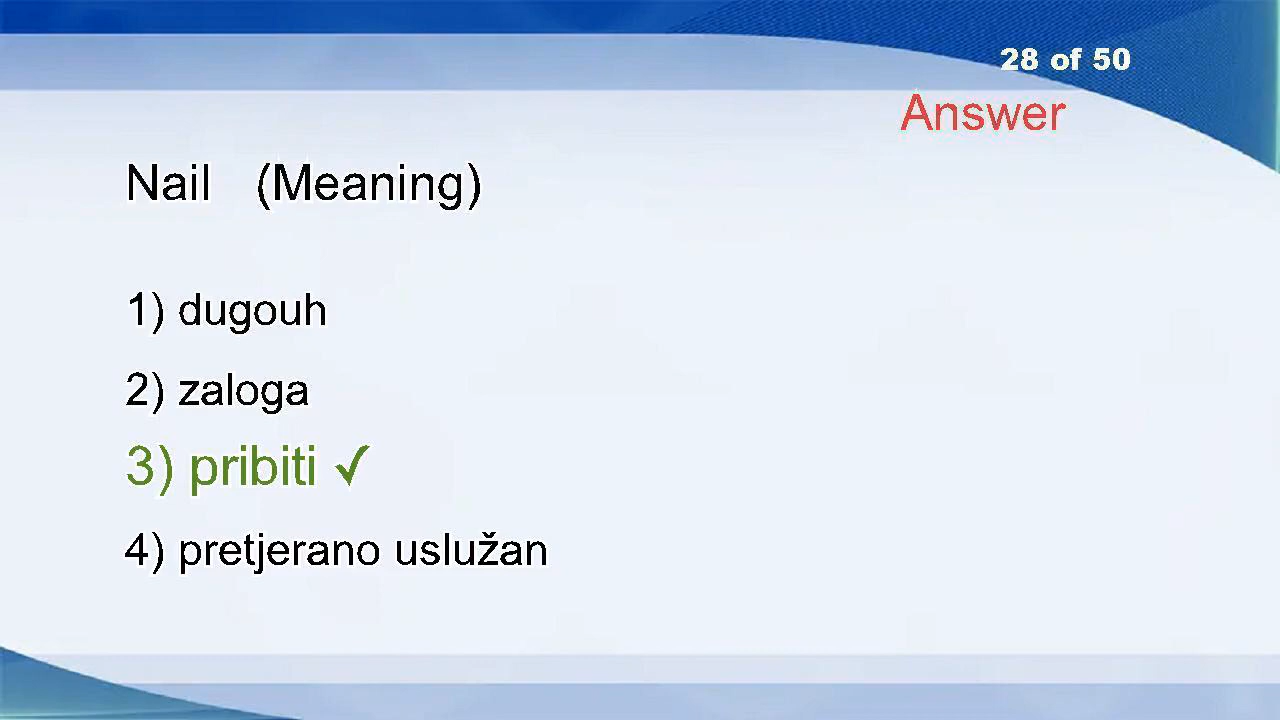 28 of 50
Answer
Nail (Meaning)
1) dugouh
2) zaloga
3) pribiti ✓
4) pretjerano uslužan